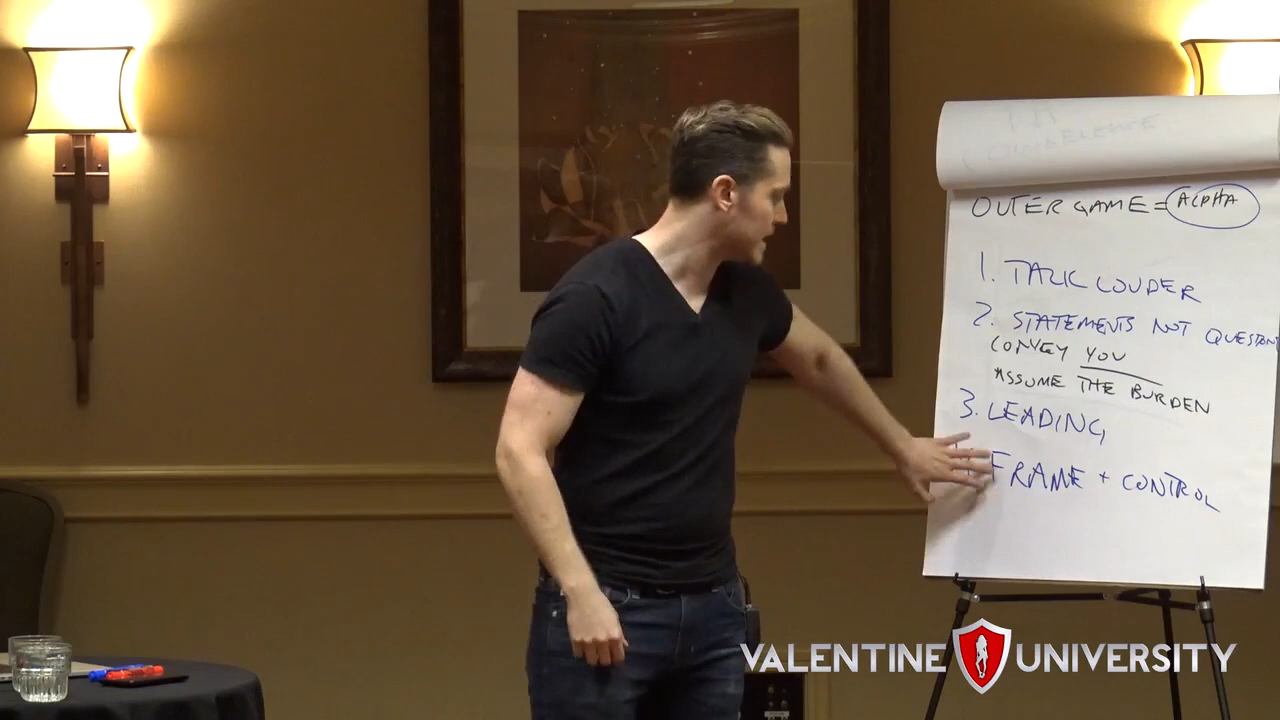 OUTER GAME = ALPHA
1. TALK LOUDER
2. STATEMENTS NOT QUESTION
CONVEY YOU
ASSUME THE BURDEN
3. LEADING
FRAME + CONTROL
VALENTINE UNIVERSITY